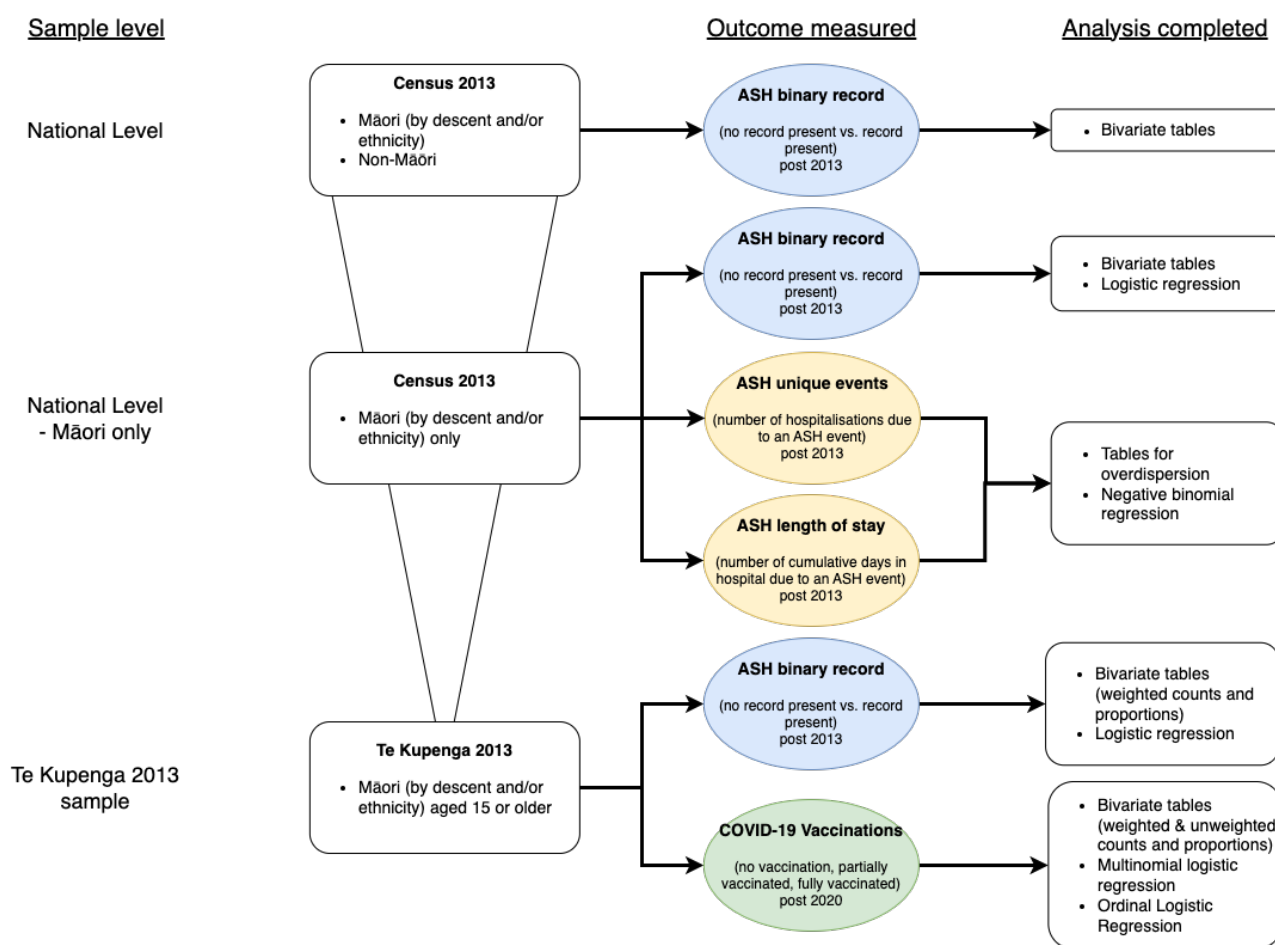 Sample level
Outcome measured
Analysis completed
National Level
Census 2013
• Māori (by descent and/or
ethnicity)
• Non-Māori
ASH binary record
(no record present vs. record
present)
post 2013
• Bivariate tables
National Level
- Māori only
Census 2013
• Māori (by descent and/or
ethnicity) only
ASH binary record
(no record present vs. record
present)
post 2013
• Bivariate tables
• Logistic regression
ASH unique events
(number of hospitalisations due
to an ASH event)
post 2013
ASH length of stay
(number of cumulative days in
hospital due to an ASH event)
post 2013
• Tables for
overdispersion
• Negative binomial
regression
Te Kupenga 2013
sample
Te Kupenga 2013
• Māori (by descent and/or
ethnicity) aged 15 or older
ASH binary record
(no record present vs. record
present)
post 2013
• Bivariate tables
(weighted counts and
proportions)
• Logistic regression
COVID-19 Vaccinations
(no vaccination, partially
vaccinated, fully vaccinated)
post 2020
• Bivariate tables
(weighted & unweighted
counts and proportions)
• Multinomial logistic
regression
• Ordinal Logistic
Regression